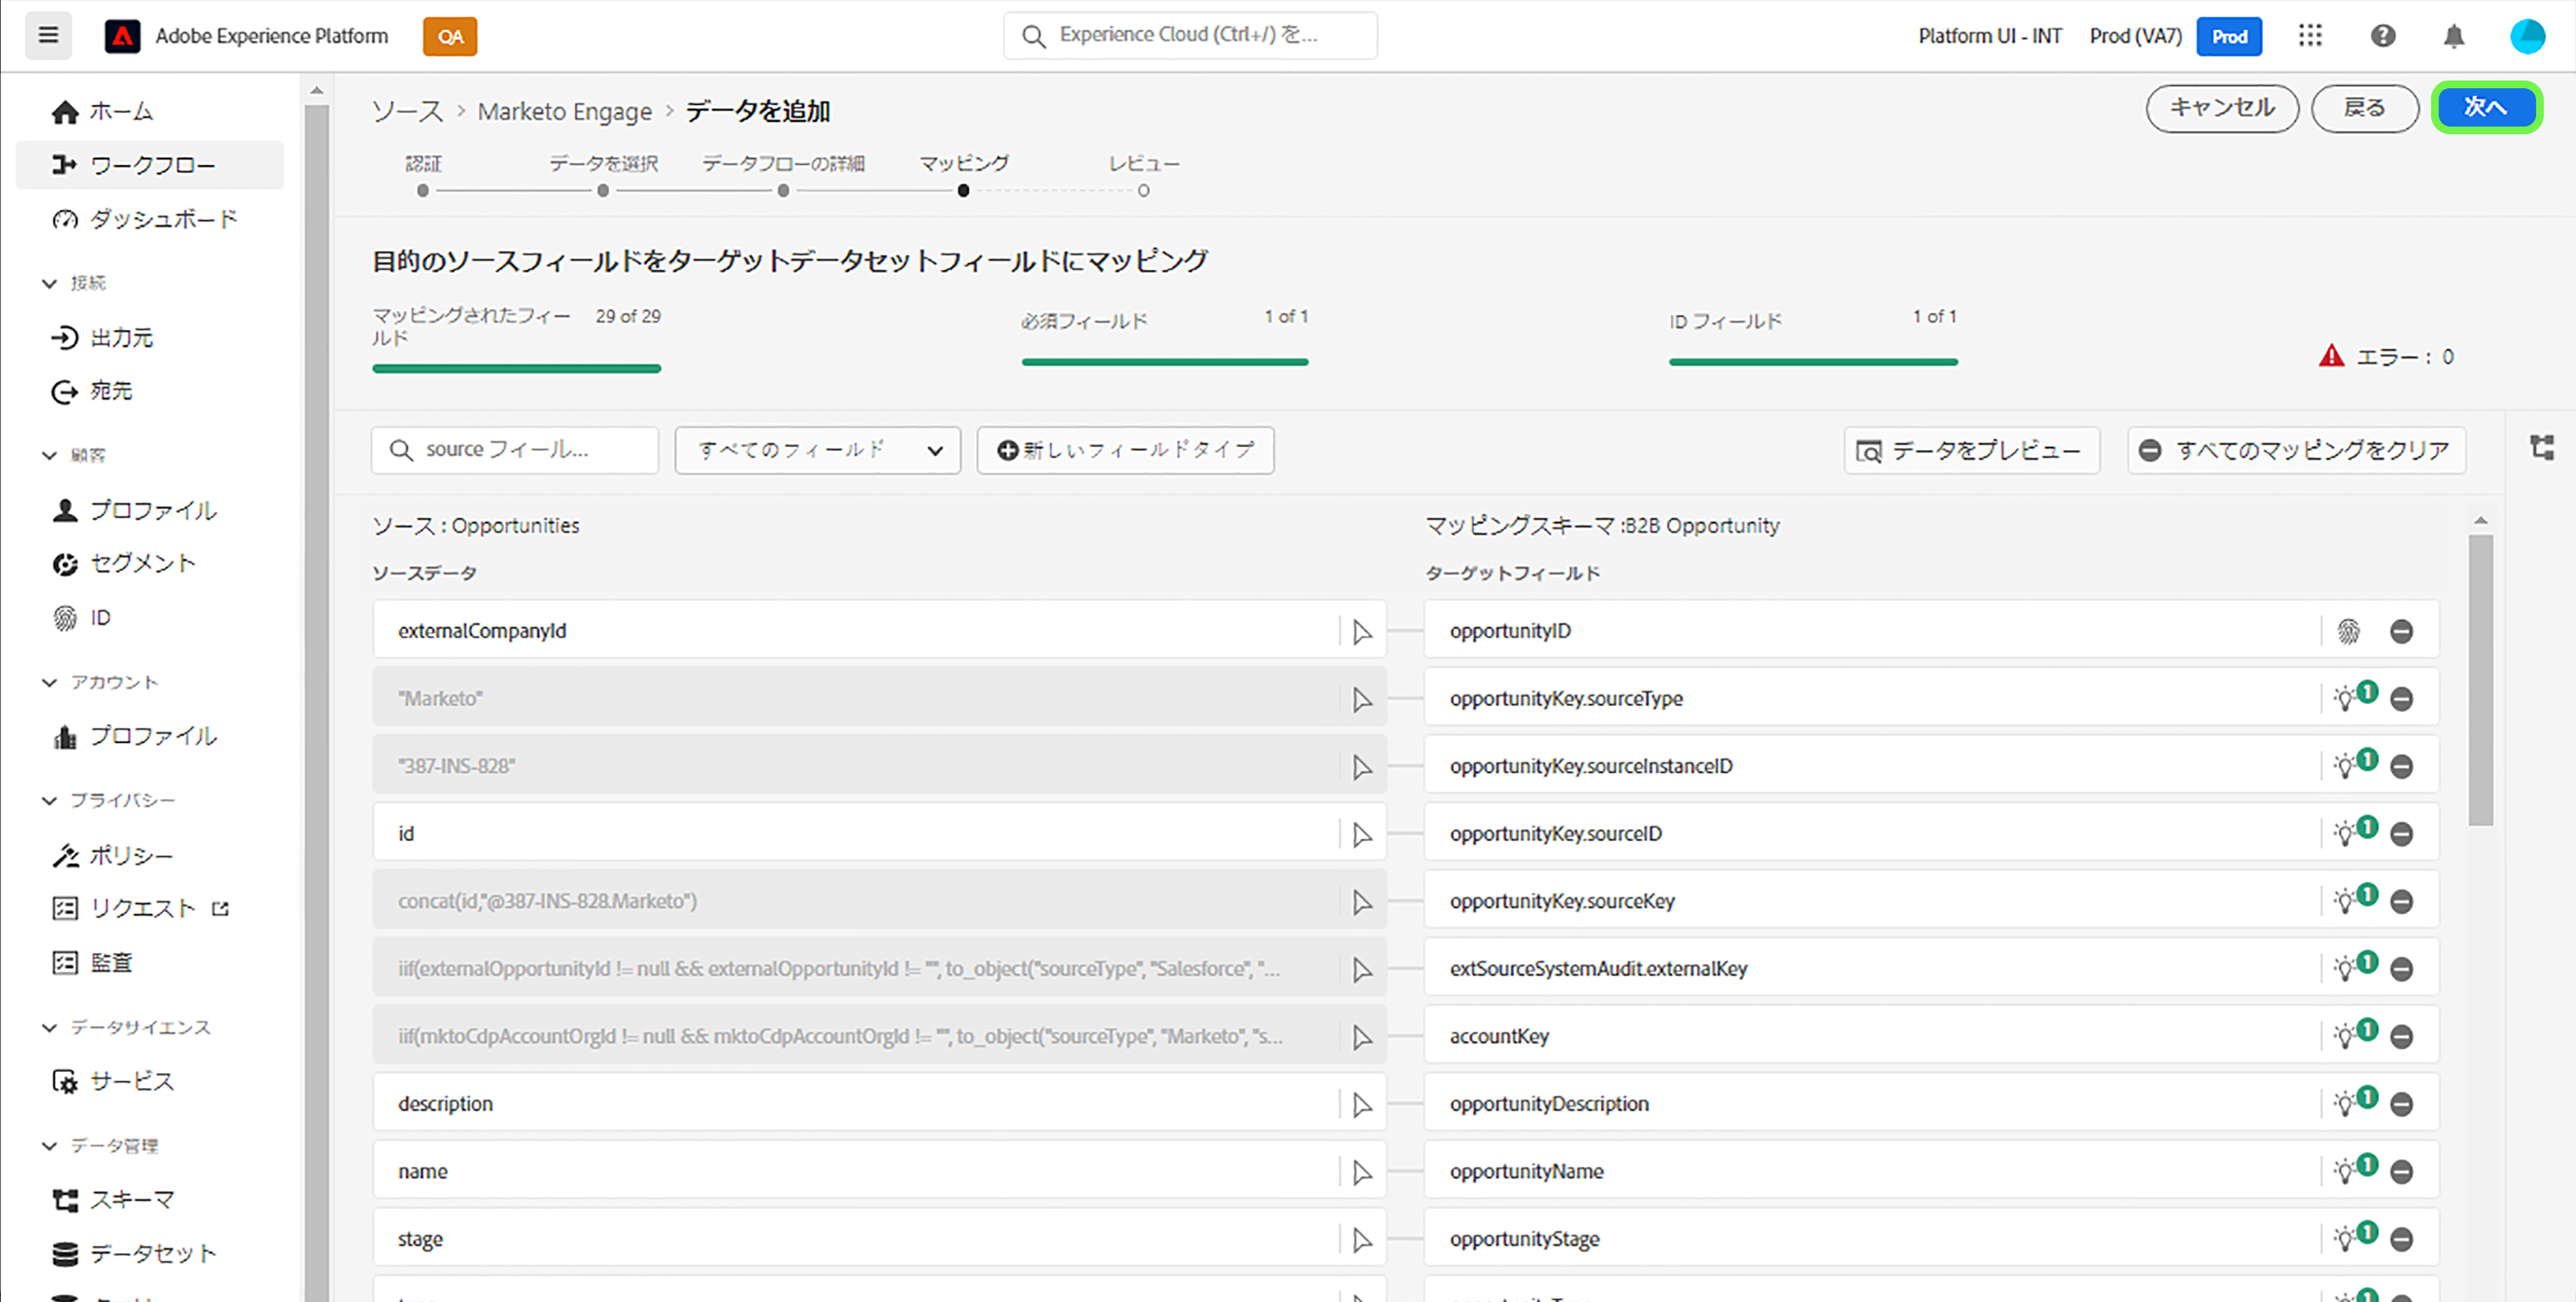 Adobe Experience Platform QA Experience Cloud (Ctrl+/) を... Platform UI - INT Prod (VA7) Prod
ホーム
ワークフロー
ダッシュボード
接続
出力元
宛先
顧客
プロファイル
セグメント
ID
アカウント
プロファイル
プライバシー
ポリシー
リクエスト
監査
データサイエンス
サービス
データ管理
スキーマ
データセット
ソース > Marketo Engage > データを追加
キャンセル 戻る 次へ
認証 データを選択 データフローの詳細 マッピング レビュー
目的のソースフィールドをターゲットデータセットフィールドにマッピング
マッピングされたフィー 29 of 29
ルド
必須フィールド 1 of 1
ID フィールド 1 of 1
エラー : 0
source フィール... すべてのフィールド 新しいフィールドタイプ データをプレビュー すべてのマッピングをクリア
ソース : Opportunities マッピングスキーマ :B2B Opportunity
ソースデータ ターゲットフィールド
externalCompanyId opportunityID
"Marketo" opportunityKey.sourceType 1
"387-INS-828" opportunityKey.sourceInstanceID 1
id opportunityKey.sourceID 1
concat(id,"@387-INS-828.Marketo") opportunityKey.sourceKey 1
iif(externalOpportunityId != null && externalOpportunityId != "", to_object("sourceType", "Salesforce", "... extSourceSystemAudit.externalKey 1
iif(mktoCdpAccountOrgId != null && mktoCdpAccountOrgId != "", to_object("sourceType", "Marketo", "s... accountKey 1
description opportunityDescription 1
name opportunityName 1
stage opportunityStage 1